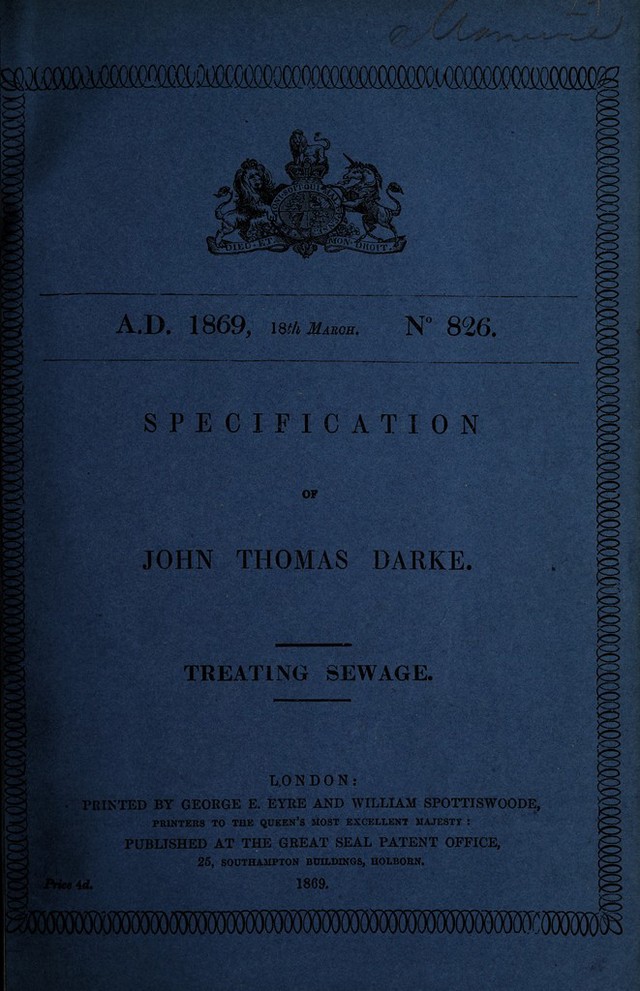 Manure
DIEU ET MON DROIT
A.D. 1869, 18th MARCH. No 826.
SPECIFICATION
OF
JOHN THOMAS DARKE.
TREATING SEWAGE.
LONDON:
PRINTED BY GEORGE E. EYRE AND WILLIAM SPOTTISWOODE,
PRINTERS TO THE QUEEN'S MOST EXCELLENT MAJESTY:
PUBLISHED AT THE GREAT SEAL PATENT OFFICE,
25, SOUTHAMPTON BUILDINGS, HOLBORN.
Price 4d. 1869.